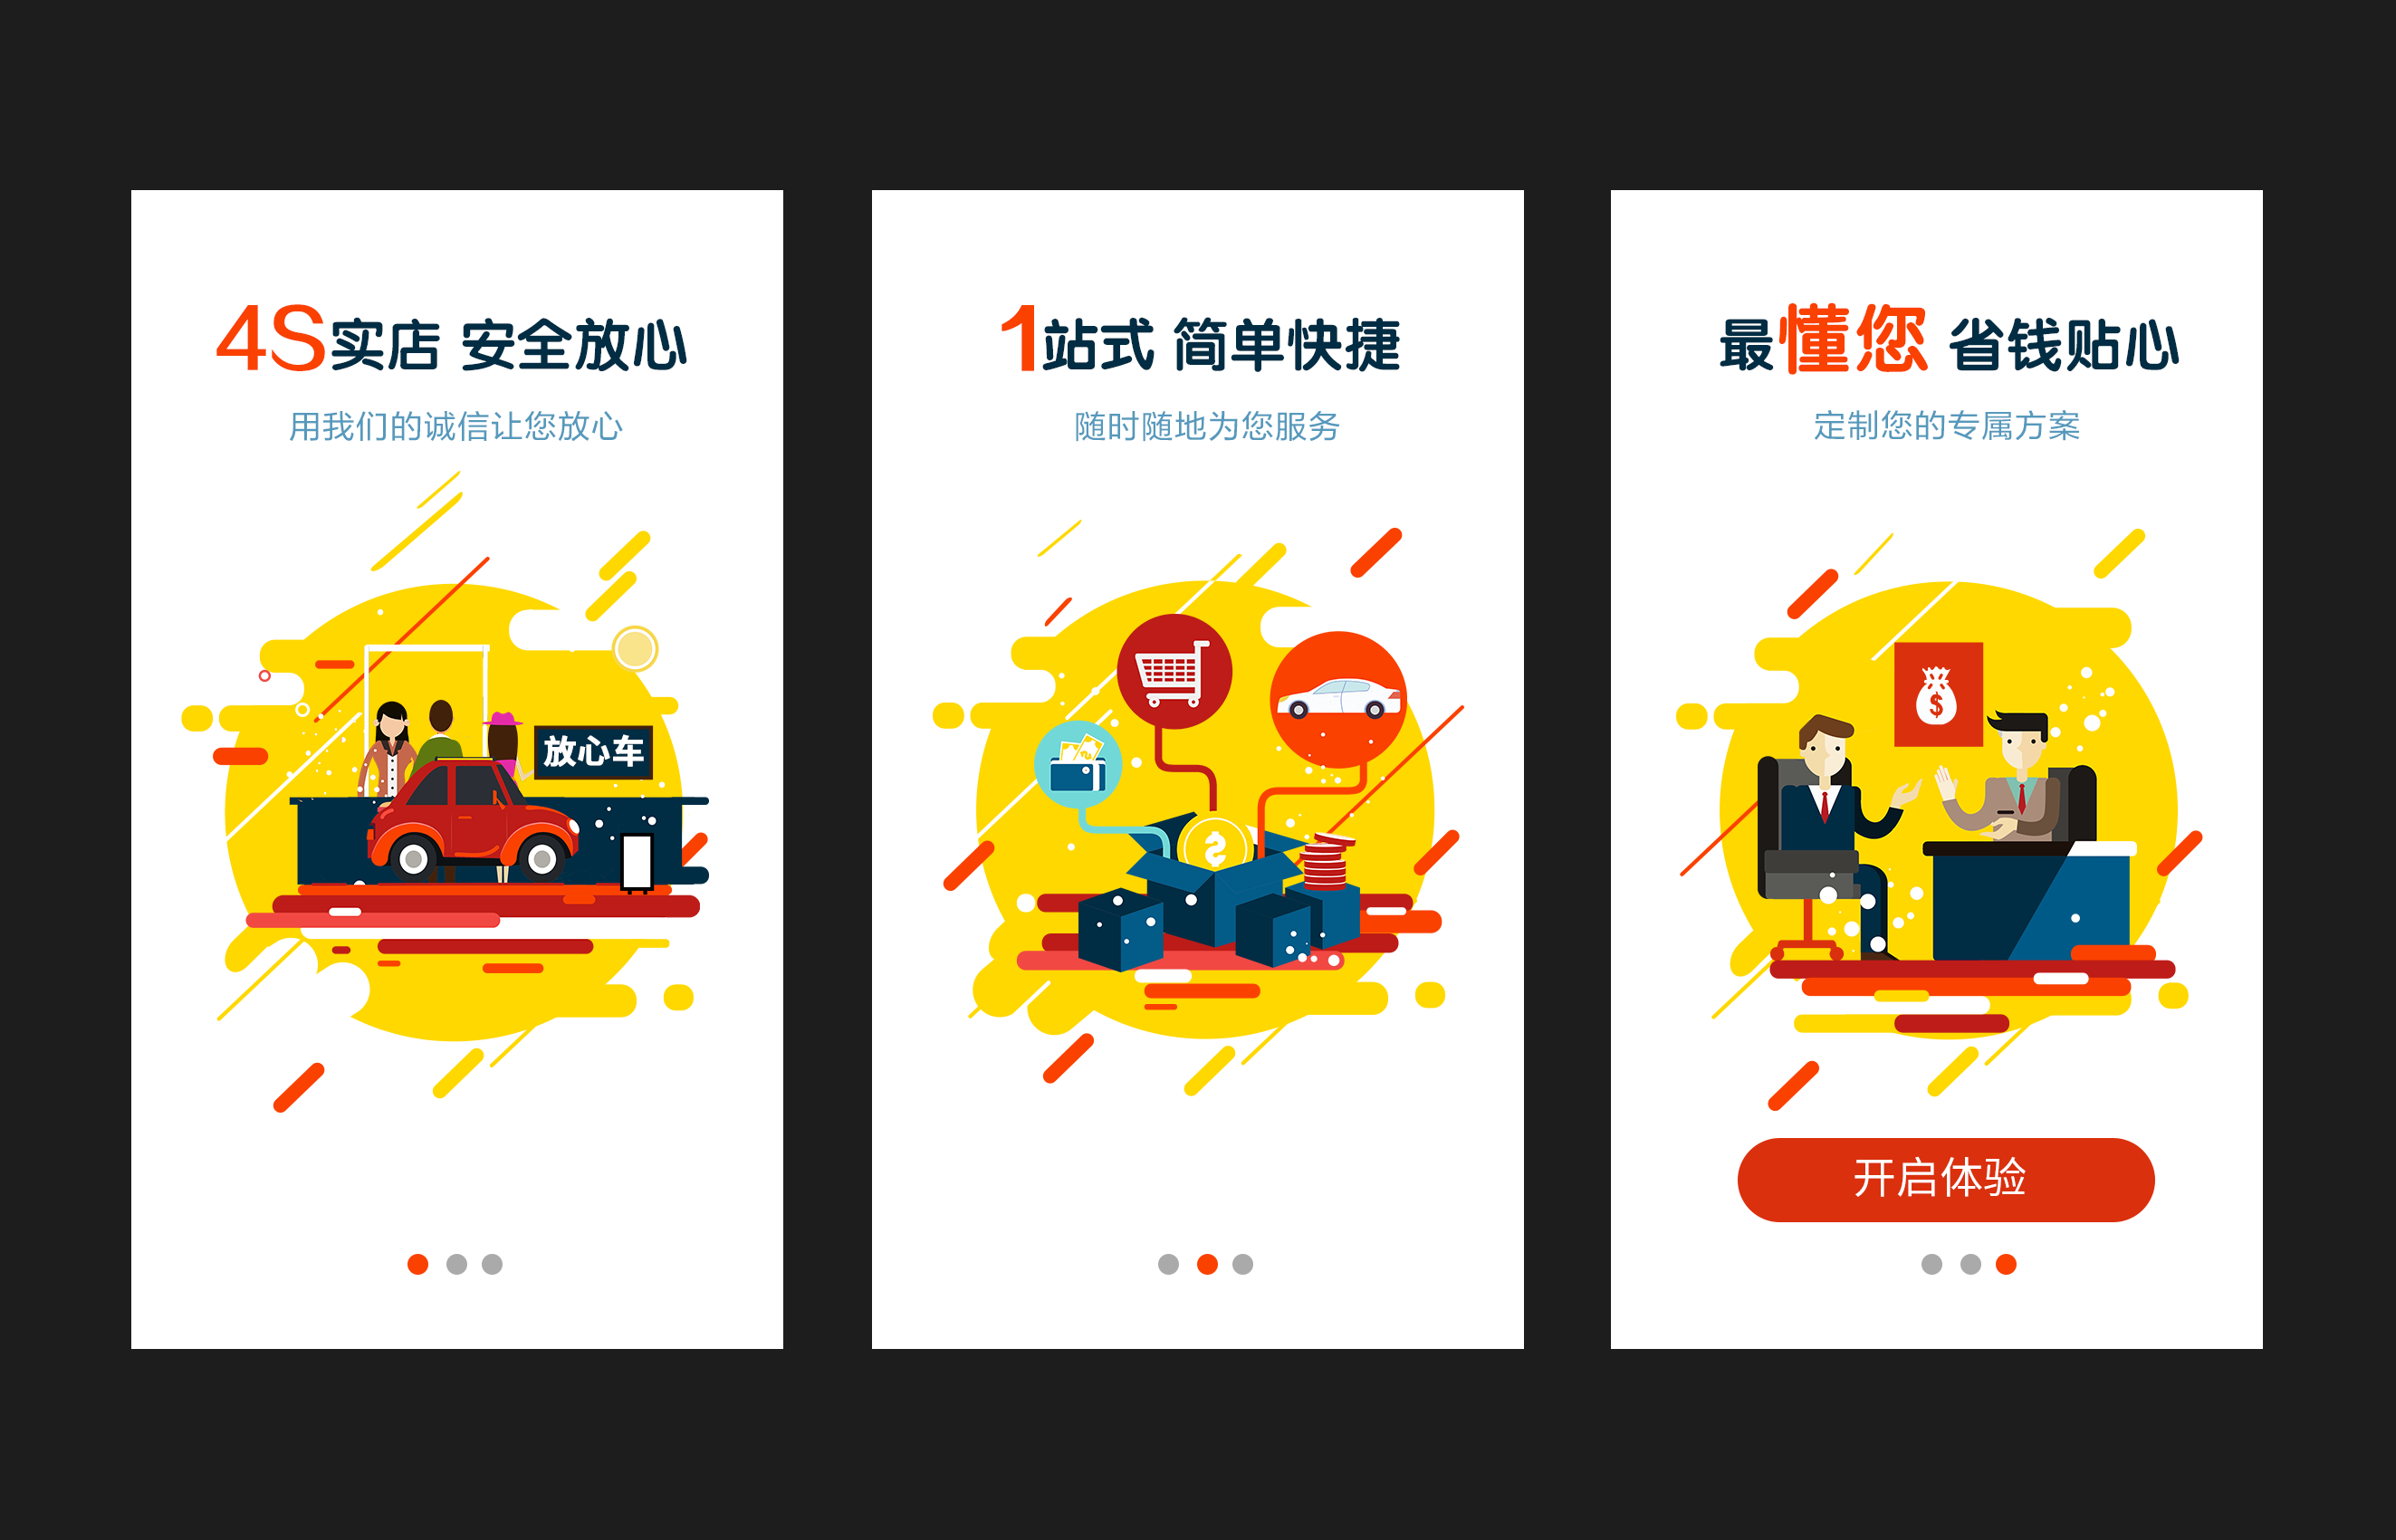 4S实店 安全放心
用我们的诚信让您放心
放心车
$
1站式 简单快捷
随时随地为您服务
$
最懂您 省钱贴心
定制您的专属方案
$
开启体验